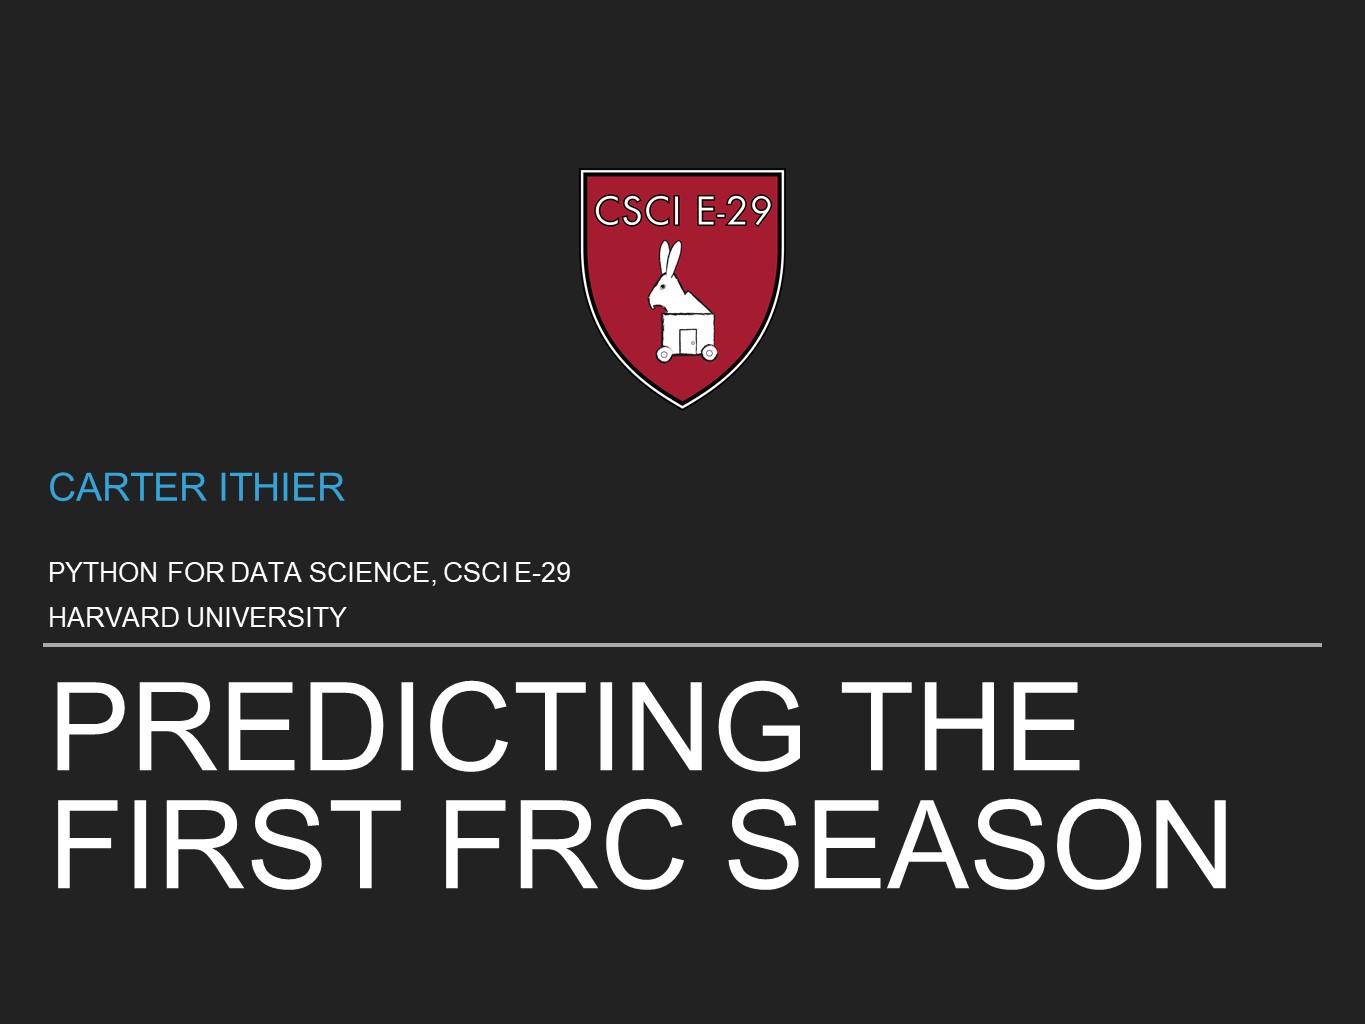 CSCI E-29
CARTER ITHIER
PYTHON FOR DATA SCIENCE, CSCI E-29
HARVARD UNIVERSITY
PREDICTING THE
FIRST FRC SEASON